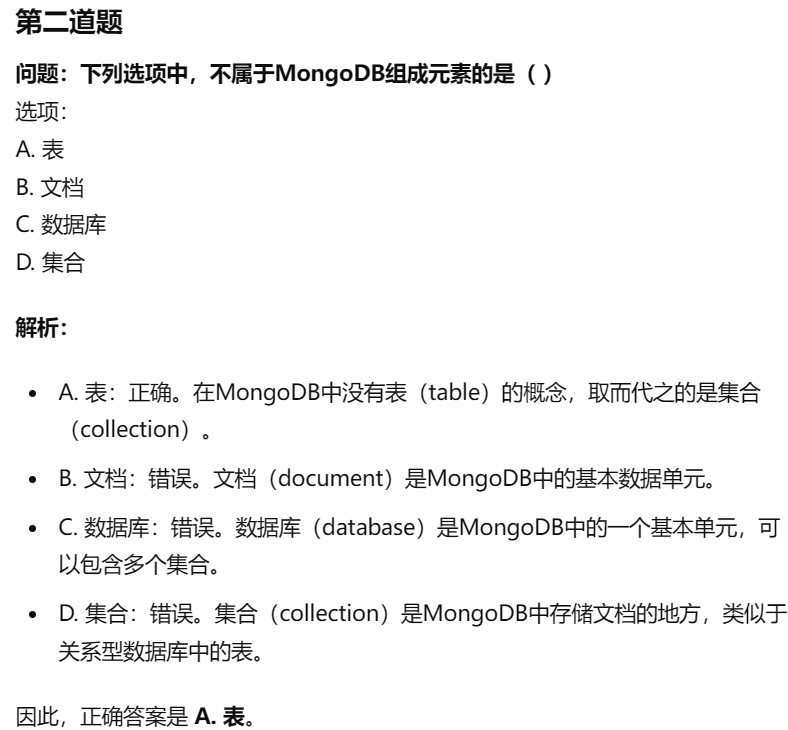 第二道题
问题：下列选项中，不属于MongoDB组成元素的是（ ）
选项：
A. 表
B. 文档
C. 数据库
D. 集合
解析：
• A. 表：正确。在MongoDB中没有表（table）的概念，取而代之的是集合
（collection）。
• B. 文档：错误。文档（document）是MongoDB中的基本数据单元。
• C. 数据库：错误。数据库（database）是MongoDB中的一个基本单元，可
以包含多个集合。
• D. 集合：错误。集合（collection）是MongoDB中存储文档的地方，类似于
关系型数据库中的表。
因此，正确答案是 A. 表。